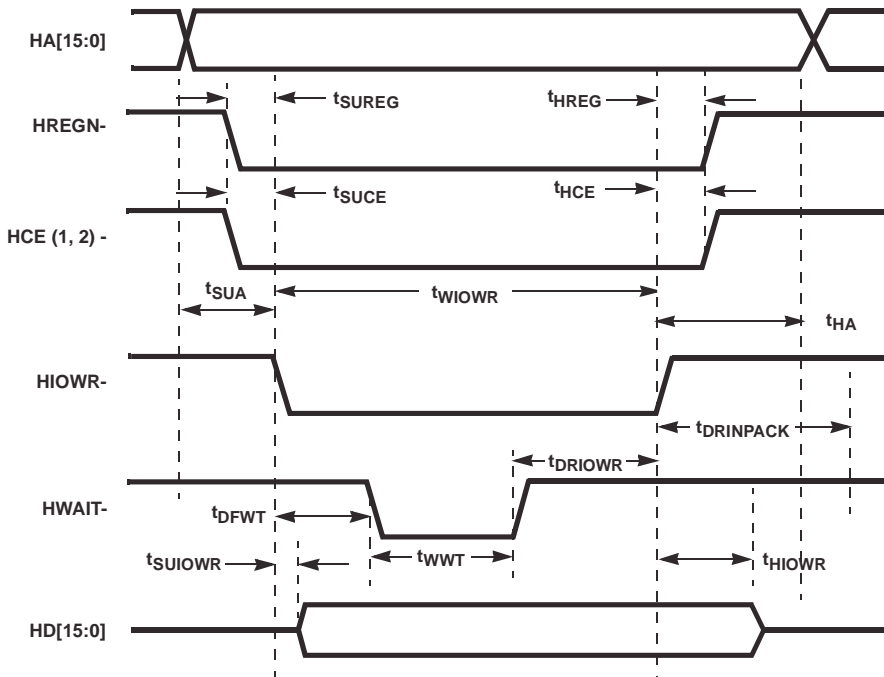 HA[15:0]
tSUREG
tHREG
HREGN-
tSUCE
tHCE
HCE (1, 2) -
tSUA
tWIOWR
tHA
HIOWR-
tDRINPACK
tDRIOWR
HWAIT-
tDFWT
tSUIOWR
tWWT
tHIOWR
HD[15:0]